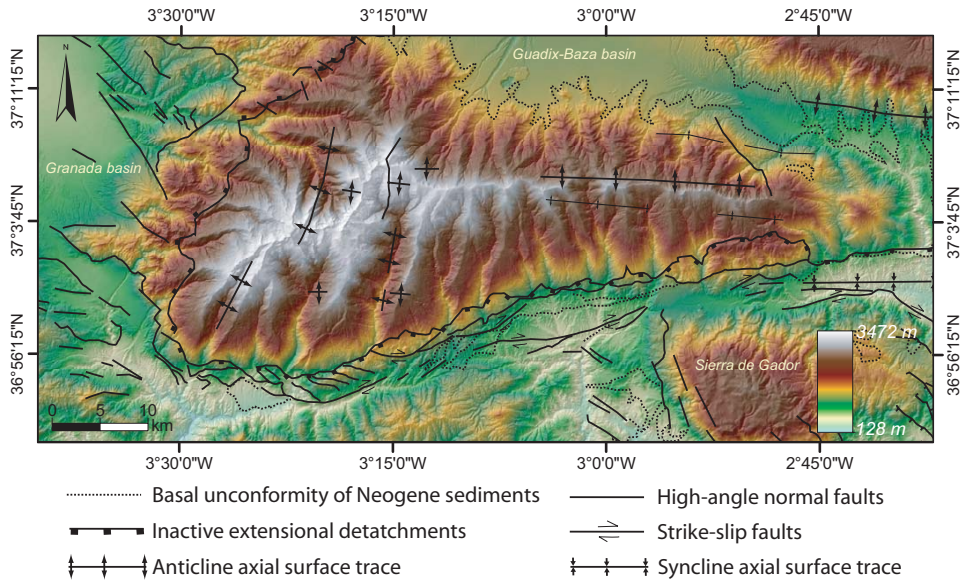 3°30'0"W 3°15'0"W 3°0'0"W 2°45'0"W
N
Guadix-Baza basin
37°11'15"N 37°11'15"N
Granada basin
37°3'45"N 37°3'45"N
36°56'15"N 36°56'15"N
3472 m
Sierra de Gador
0 5 10
km
128 m
3°30'0"W 3°15'0"W 3°0'0"W 2°45'0"W
Basal unconformity of Neogene sediments
High-angle normal faults
Inactive extensional detatchments
Strike-slip faults
Anticline axial surface trace
Syncline axial surface trace